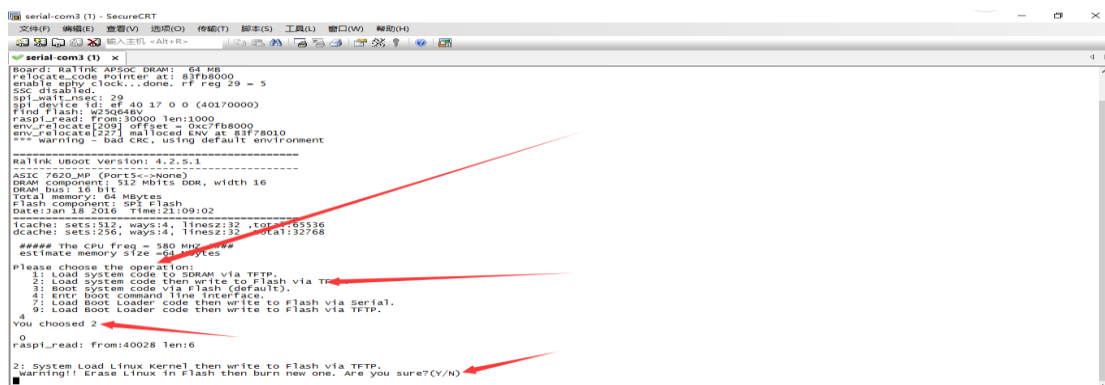 serial-com3 (1) - SecureCRT
文件(F) 编辑(E) 查看(V) 选项(O) 传输(T) 脚本(S) 工具(L) 窗口(W) 帮助(H)
输入主机 <Alt+R>
serial-com3 (1) ×
Board: Ralink APSoC DRAM: 64 MB
relocate_code Pointer at: 83fb8000
enable ephy clock...done. rf reg 29 = 5
SSC disabled.
spi_wait_nsec: 29
spi device id: ef 40 17 0 0 (40170000)
find flash: W25Q64BV
raspi_read: from:30000 len:1000
env_relocate[209] offset = 0xc7fb8000
env_relocate[227] malloced ENV at 83f78010
*** Warning - bad CRC, using default environment
============================================
Ralink UBoot Version: 4.2.S.1
--------------------------------------------
ASIC 7620_MP (Port5<->None)
DRAM component: 512 Mbits DDR, width 16
DRAM bus: 16 bit
Total memory: 64 MBytes
Flash component: SPI Flash
Date:Jan 18 2016 Time:21:09:02
============================================
icache: sets:512, ways:4, linesz:32 ,total:65536
dcache: sets:256, ways:4, linesz:32 ,total:32768
##### The CPU freq = 580 MHZ ####
estimate memory size =64 Mbytes
Please choose the operation:
1: Load system code to SDRAM via TFTP.
2: Load system code then write to Flash via
3: Boot system code via Flash (default).
4: Entr boot command line interface.
7: Load Boot Loader code then write to Flash via Serial.
9: Load Boot Loader code then write to Flash via TFTP.
4
You choosed 2
0
raspi_read: from:40028 len:6
2: System Load Linux Kernel then write to Flash via TFTP.
Warning!! Erase Linux in Flash then burn new one. Are you sure?(Y/N)